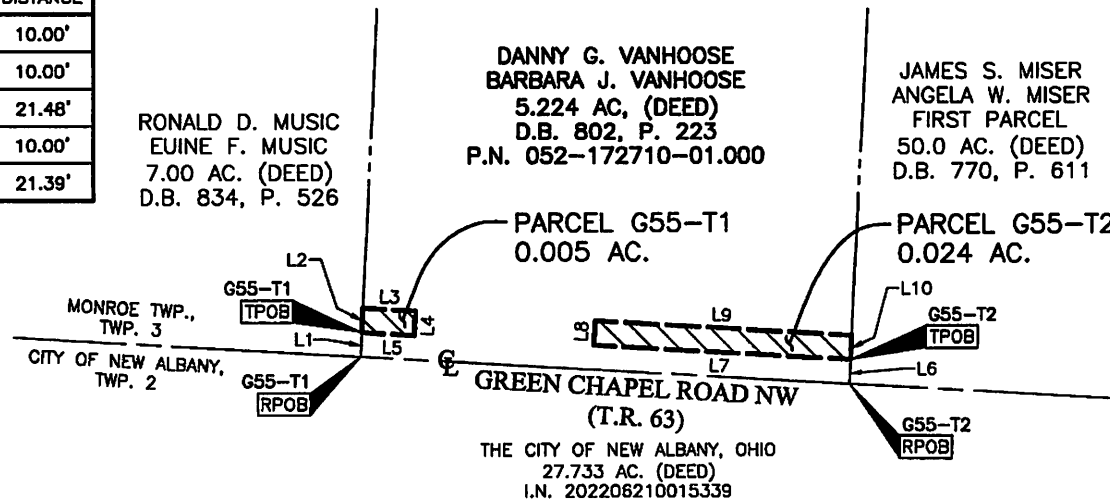 DISTANCE
10.00'
10.00'
21.48'
10.00'
21.39'
RONALD D. MUSIC
EUINE F. MUSIC
7.00 AC. (DEED)
D.B. 834, P. 526
DANNY G. VANHOOSE
BARBARA J. VANHOOSE
5.224 AC, (DEED)
D.B. 802, P. 223
P.N. 052-172710-01.000
JAMES S. MISER
ANGELA W. MISER
FIRST PARCEL
50.0 AC. (DEED)
D.B. 770, P. 611
PARCEL G55-T1
0.005 AC.
PARCEL G55-T2
0.024 AC.
L2
G55-T1
TPOB
L3
L4
L5
L1
MONROE TWP.,
TWP. 3
CITY OF NEW ALBANY,
TWP. 2
G55-T1
RPOB
L8
L9
L7
L10
G55-T2
TPOB
L6
G55-T2
RPOB
CL GREEN CHAPEL ROAD NW
(T.R. 63)
THE CITY OF NEW ALBANY, OHIO
27.733 AC. (DEED)
I.N. 202206210015339